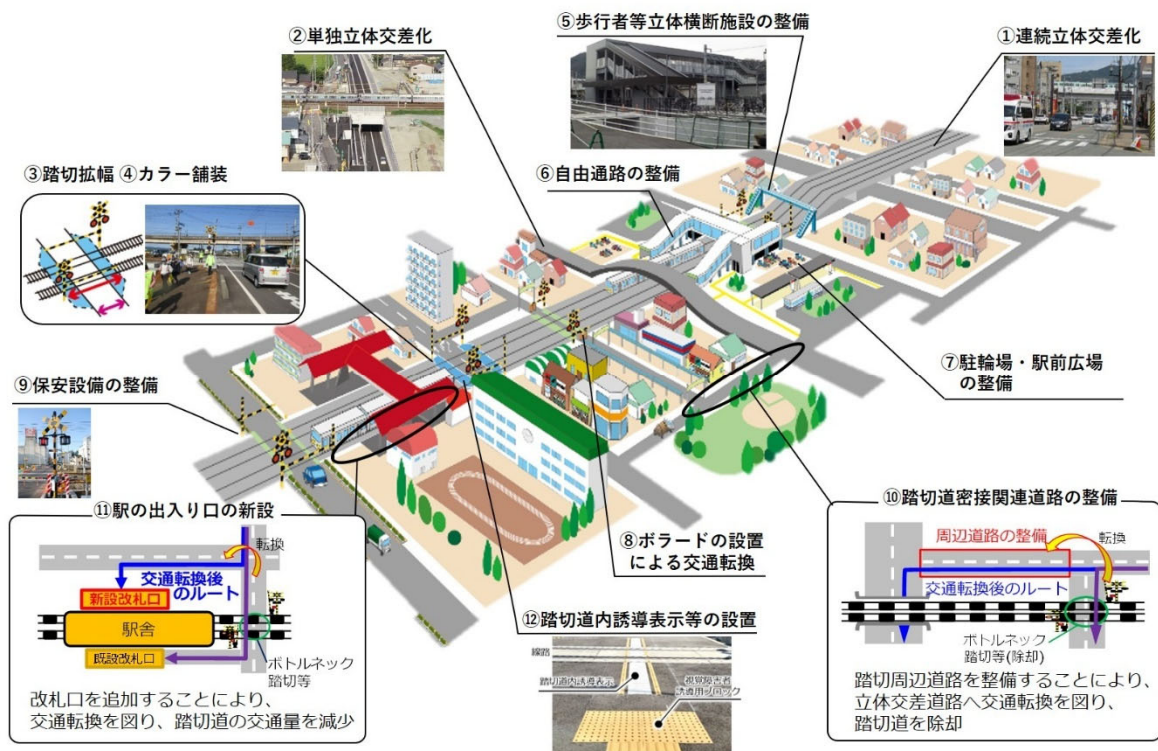 ⑤歩行者等立体横断施設の整備
②単独立体交差化
①連続立体交差化
⑥自由通路の整備
③踏切拡幅 ④カラー舗装
⑦駐輪場・駅前広場
の整備
⑨保安設備の整備
⑪駅の出入り口の新設
転換
交通転換後
のルート
新設改札口
駅舎
既設改札口
ボトルネック
踏切等
改札口を追加することにより、
交通転換を図り、踏切道の交通量を減少
⑧ボラードの設置
による交通転換
⑫踏切道内誘導表示等の設置
線路
踏切道内誘導表示
視覚障害者
誘導用ブロック
⑩踏切道密接関連道路の整備
周辺道路の整備
転換
交通転換後のルート
ボトルネック
踏切等(除却)
踏切周辺道路を整備することにより、
立体交差道路へ交通転換を図り、
踏切道を除却